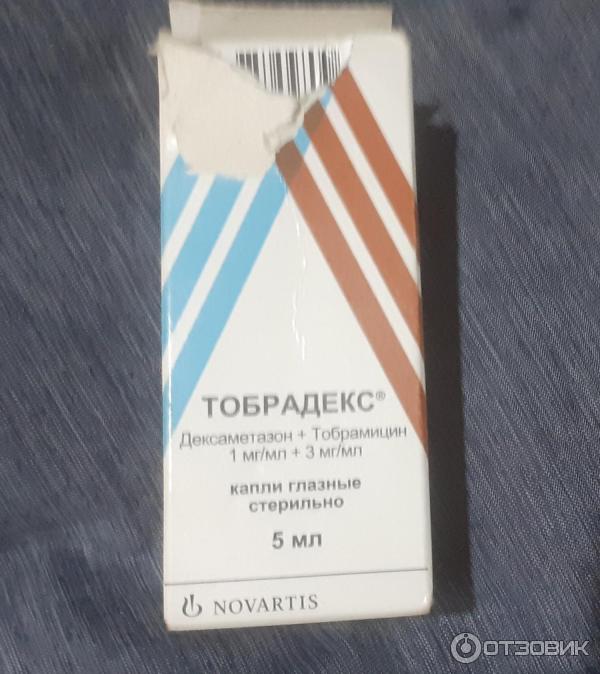 ТОБРАДЕКС®
Дексаметазон + Тобрамицин
1 мг/мл + 3 мг/мл
капли глазные
стерильно
5 мл
NOVARTIS
ОТЗОВИК